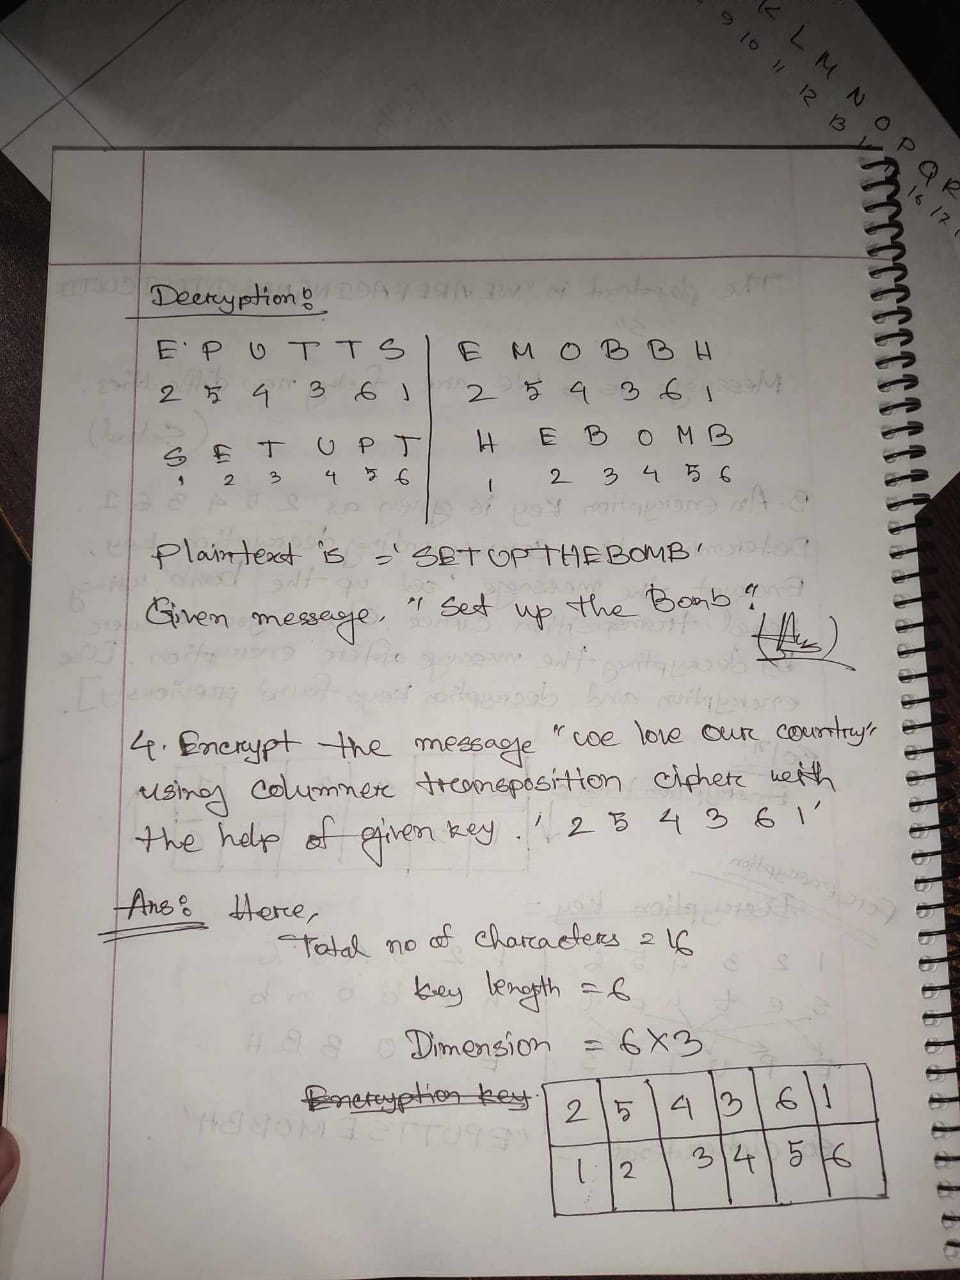 K L M N O P Q R
9 10 11 12 13 16 17
Decryption:
E P U T T S | E M O B B H
2 5 4 3 6 1 | 2 5 4 3 6 1
S E T U P T | H E B O M B
1 2 3 4 5 6 | 1 2 3 4 5 6
Plaintext is = 'SETUPTHEBOMB'
Given message, "Set up the Bomb".
(Ans)
4. Encrypt the message "we love our country"
using columner transposition cipher with
the help of given key. '2 5 4 3 6 1'
Ans: Here,
Total no of characters = 16
key length = 6
Dimension = 6×3
Encryption key
2 5 4 3 6 1
1 2 3 4 5 6